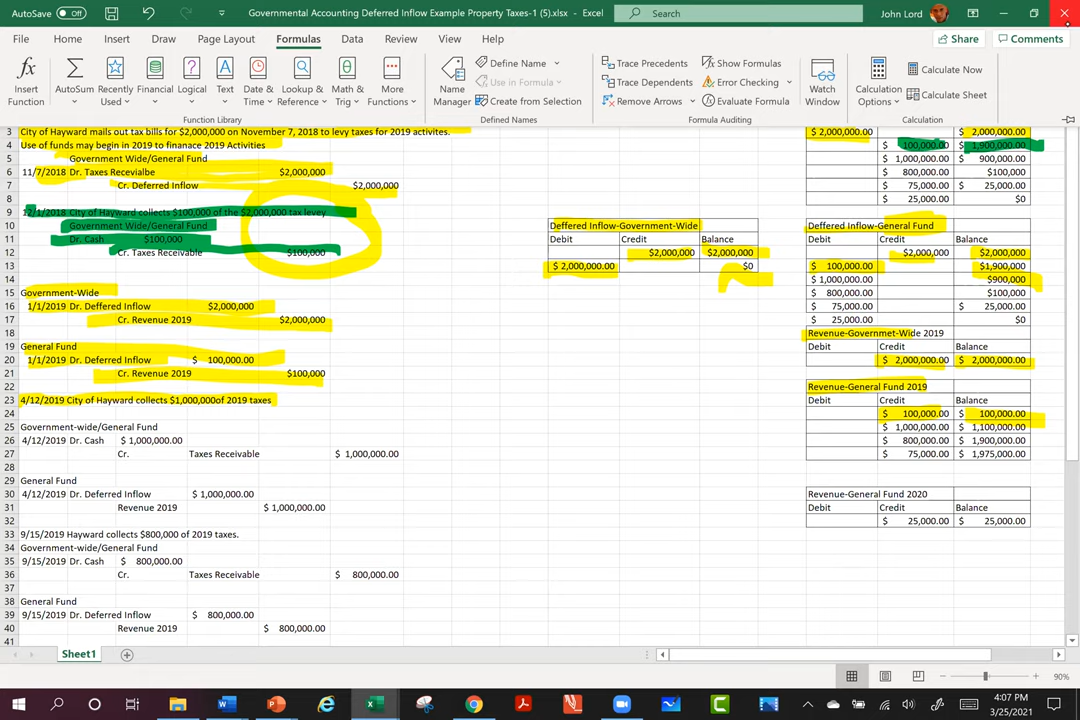 AutoSave Off Governmental Accounting Deferred Inflow Example Property Taxes-1 (5).xlsx - Excel Search John Lord
File Home Insert Draw Page Layout Formulas Data Review View Help Share Comments
Insert Function AutoSum Recently Used Financial Logical Text Date & Time Lookup & Reference Math & Trig More Functions Name Manager Define Name Use in Formula Create from Selection Trace Precedents Trace Dependents Remove Arrows Show Formulas Error Checking Evaluate Formula Watch Window Calculation Options Calculate Now Calculate Sheet
Function Library Defined Names Formula Auditing Calculation
3 City of Hayward mails out tax bills for $2,000,000 on November 7, 2018 to levy taxes for 2019 activites. $ 2,000,000.00 $ 2,000,000.00
4 Use of funds may begin in 2019 to finanace 2019 Activities $ 100,000.00 $ 1,900,000.00
5 Government Wide/General Fund $ 1,000,000.00 $ 900,000.00
6 11/7/2018 Dr. Taxes Recevialbe $2,000,000 $ 800,000.00 $100,000
7 Cr. Deferred Inflow $2,000,000 $ 75,000.00 $ 25,000.00
8 $ 25,000.00 $0
9 12/1/2018 City of Hayward collects $100,000 of the $2,000,000 tax levey
10 Government Wide/General Fund Deffered Inflow-Government-Wide Deffered Inflow-General Fund
11 Dr. Cash $100,000 Debit Credit Balance Debit Credit Balance
12 Cr. Taxes Receivable $100,000 $2,000,000 $2,000,000 $2,000,000 $2,000,000
13 $ 2,000,000.00 $0 $ 100,000.00 $1,900,000
14 $ 1,000,000.00 $900,000
15 Government-Wide $ 800,000.00 $100,000
16 1/1/2019 Dr. Deffered Inflow $2,000,000 $ 75,000.00 $ 25,000.00
17 Cr. Revenue 2019 $2,000,000 $ 25,000.00 $0
18 Revenue-Governmet-Wide 2019
19 General Fund Debit Credit Balance
20 1/1/2019 Dr. Deffered Inflow $ 100,000.00 $ 2,000,000.00 $ 2,000,000.00
21 Cr. Revenue 2019 $100,000
22 Revenue-General Fund 2019
23 4/12/2019 City of Hayward collects $1,000,000of 2019 taxes Debit Credit Balance
24 $ 100,000.00 $ 100,000.00
25 Government-wide/General Fund $ 1,000,000.00 $ 1,100,000.00
26 4/12/2019 Dr. Cash $ 1,000,000.00 $ 800,000.00 $ 1,900,000.00
27 Cr. Taxes Receivable $ 1,000,000.00 $ 75,000.00 $ 1,975,000.00
28
29 General Fund
30 4/12/2019 Dr. Deferred Inflow $ 1,000,000.00 Revenue-General Fund 2020
31 Revenue 2019 $ 1,000,000.00 Debit Credit Balance
32 $ 25,000.00 $ 25,000.00
33 9/15/2019 Hayward collects $800,000 of 2019 taxes.
34 Government-wide/General Fund
35 9/15/2019 Dr. Cash $ 800,000.00
36 Cr. Taxes Receivable $ 800,000.00
37
38 General Fund
39 9/15/2019 Dr. Deferred Inflow $ 800,000.00
40 Revenue 2019 $ 800,000.00
41
Sheet1
90%
4:07 PM
3/25/2021